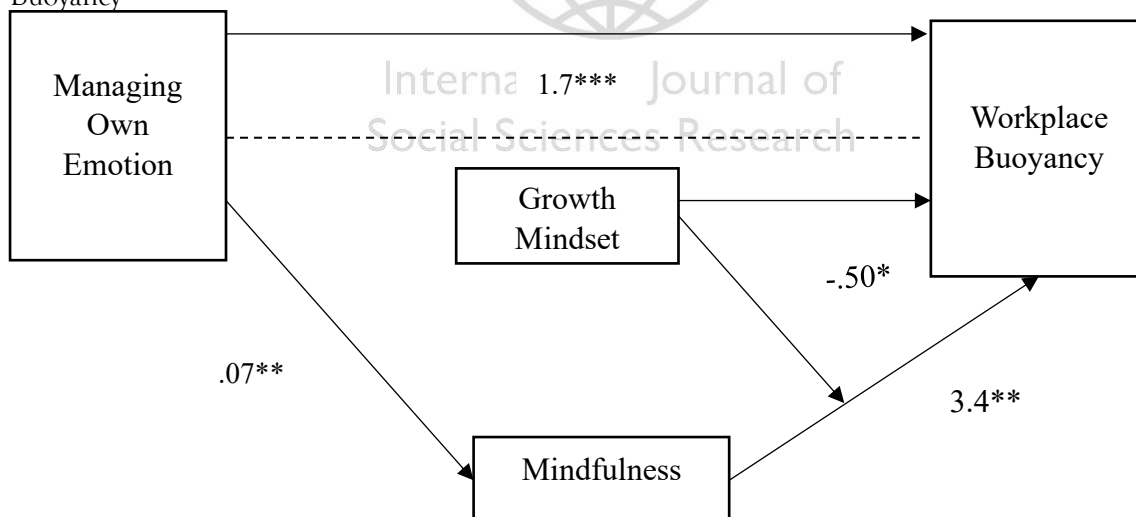 Buoyancy
Managing
Own
Emotion
Interna
Journal of
1.7***
Social Sciences Research
Workplace
Buoyancy
Growth
Mindset
-.50*
.07**
3.4**
Mindfulness